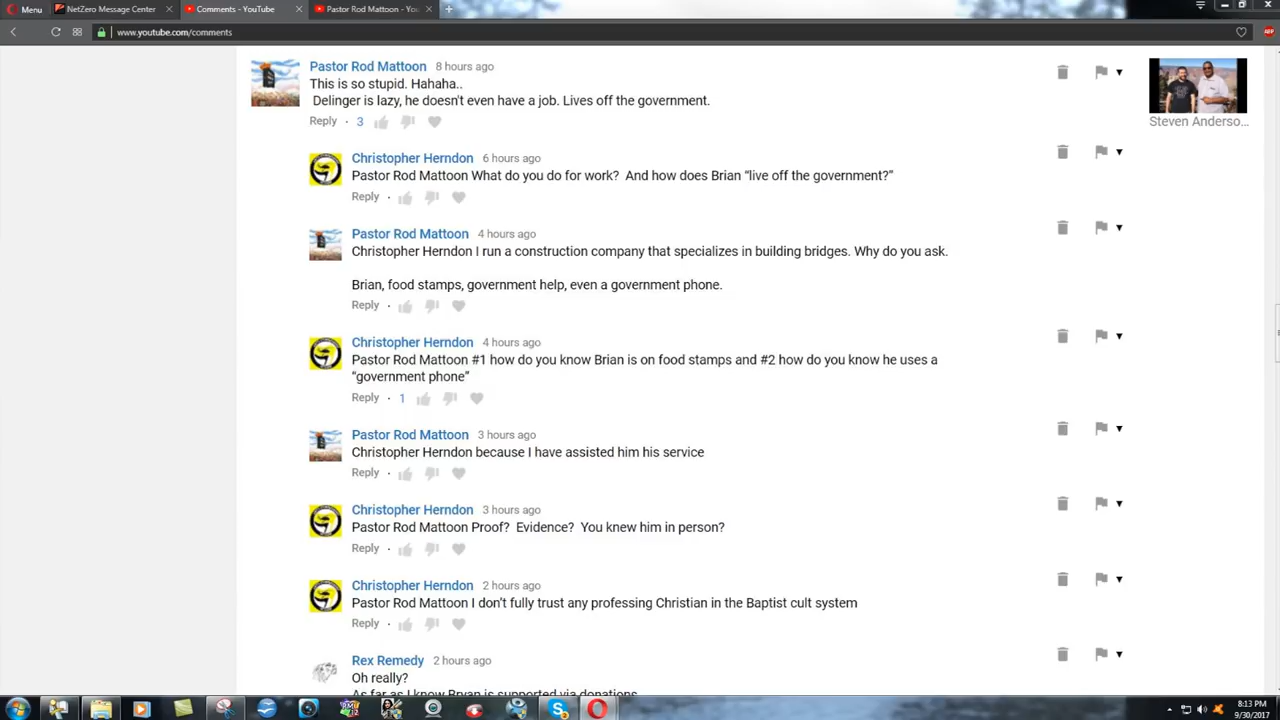 Menu
NetZero Message Center
Comments - YouTube
Pastor Rod Mattoon - You
www.youtube.com/comments
Pastor Rod Mattoon 8 hours ago
This is so stupid. Hahaha..
Delinger is lazy, he doesn't even have a job. Lives off the government.
Reply · 3
Steven Anderso...
Christopher Herndon 6 hours ago
Pastor Rod Mattoon What do you do for work?  And how does Brian “live off the government?”
Reply ·
Pastor Rod Mattoon 4 hours ago
Christopher Herndon I run a construction company that specializes in building bridges. Why do you ask.
Brian, food stamps, government help, even a government phone.
Reply ·
Christopher Herndon 4 hours ago
Pastor Rod Mattoon #1 how do you know Brian is on food stamps and #2 how do you know he uses a
“government phone”
Reply · 1
Pastor Rod Mattoon 3 hours ago
Christopher Herndon because I have assisted him his service
Reply ·
Christopher Herndon 3 hours ago
Pastor Rod Mattoon Proof?  Evidence?  You knew him in person?
Reply ·
Christopher Herndon 2 hours ago
Pastor Rod Mattoon I don't fully trust any professing Christian in the Baptist cult system
Reply ·
Rex Remedy 2 hours ago
Oh really?
As far as I know Bryan is supported via donations
8:13 PM
9/30/2017